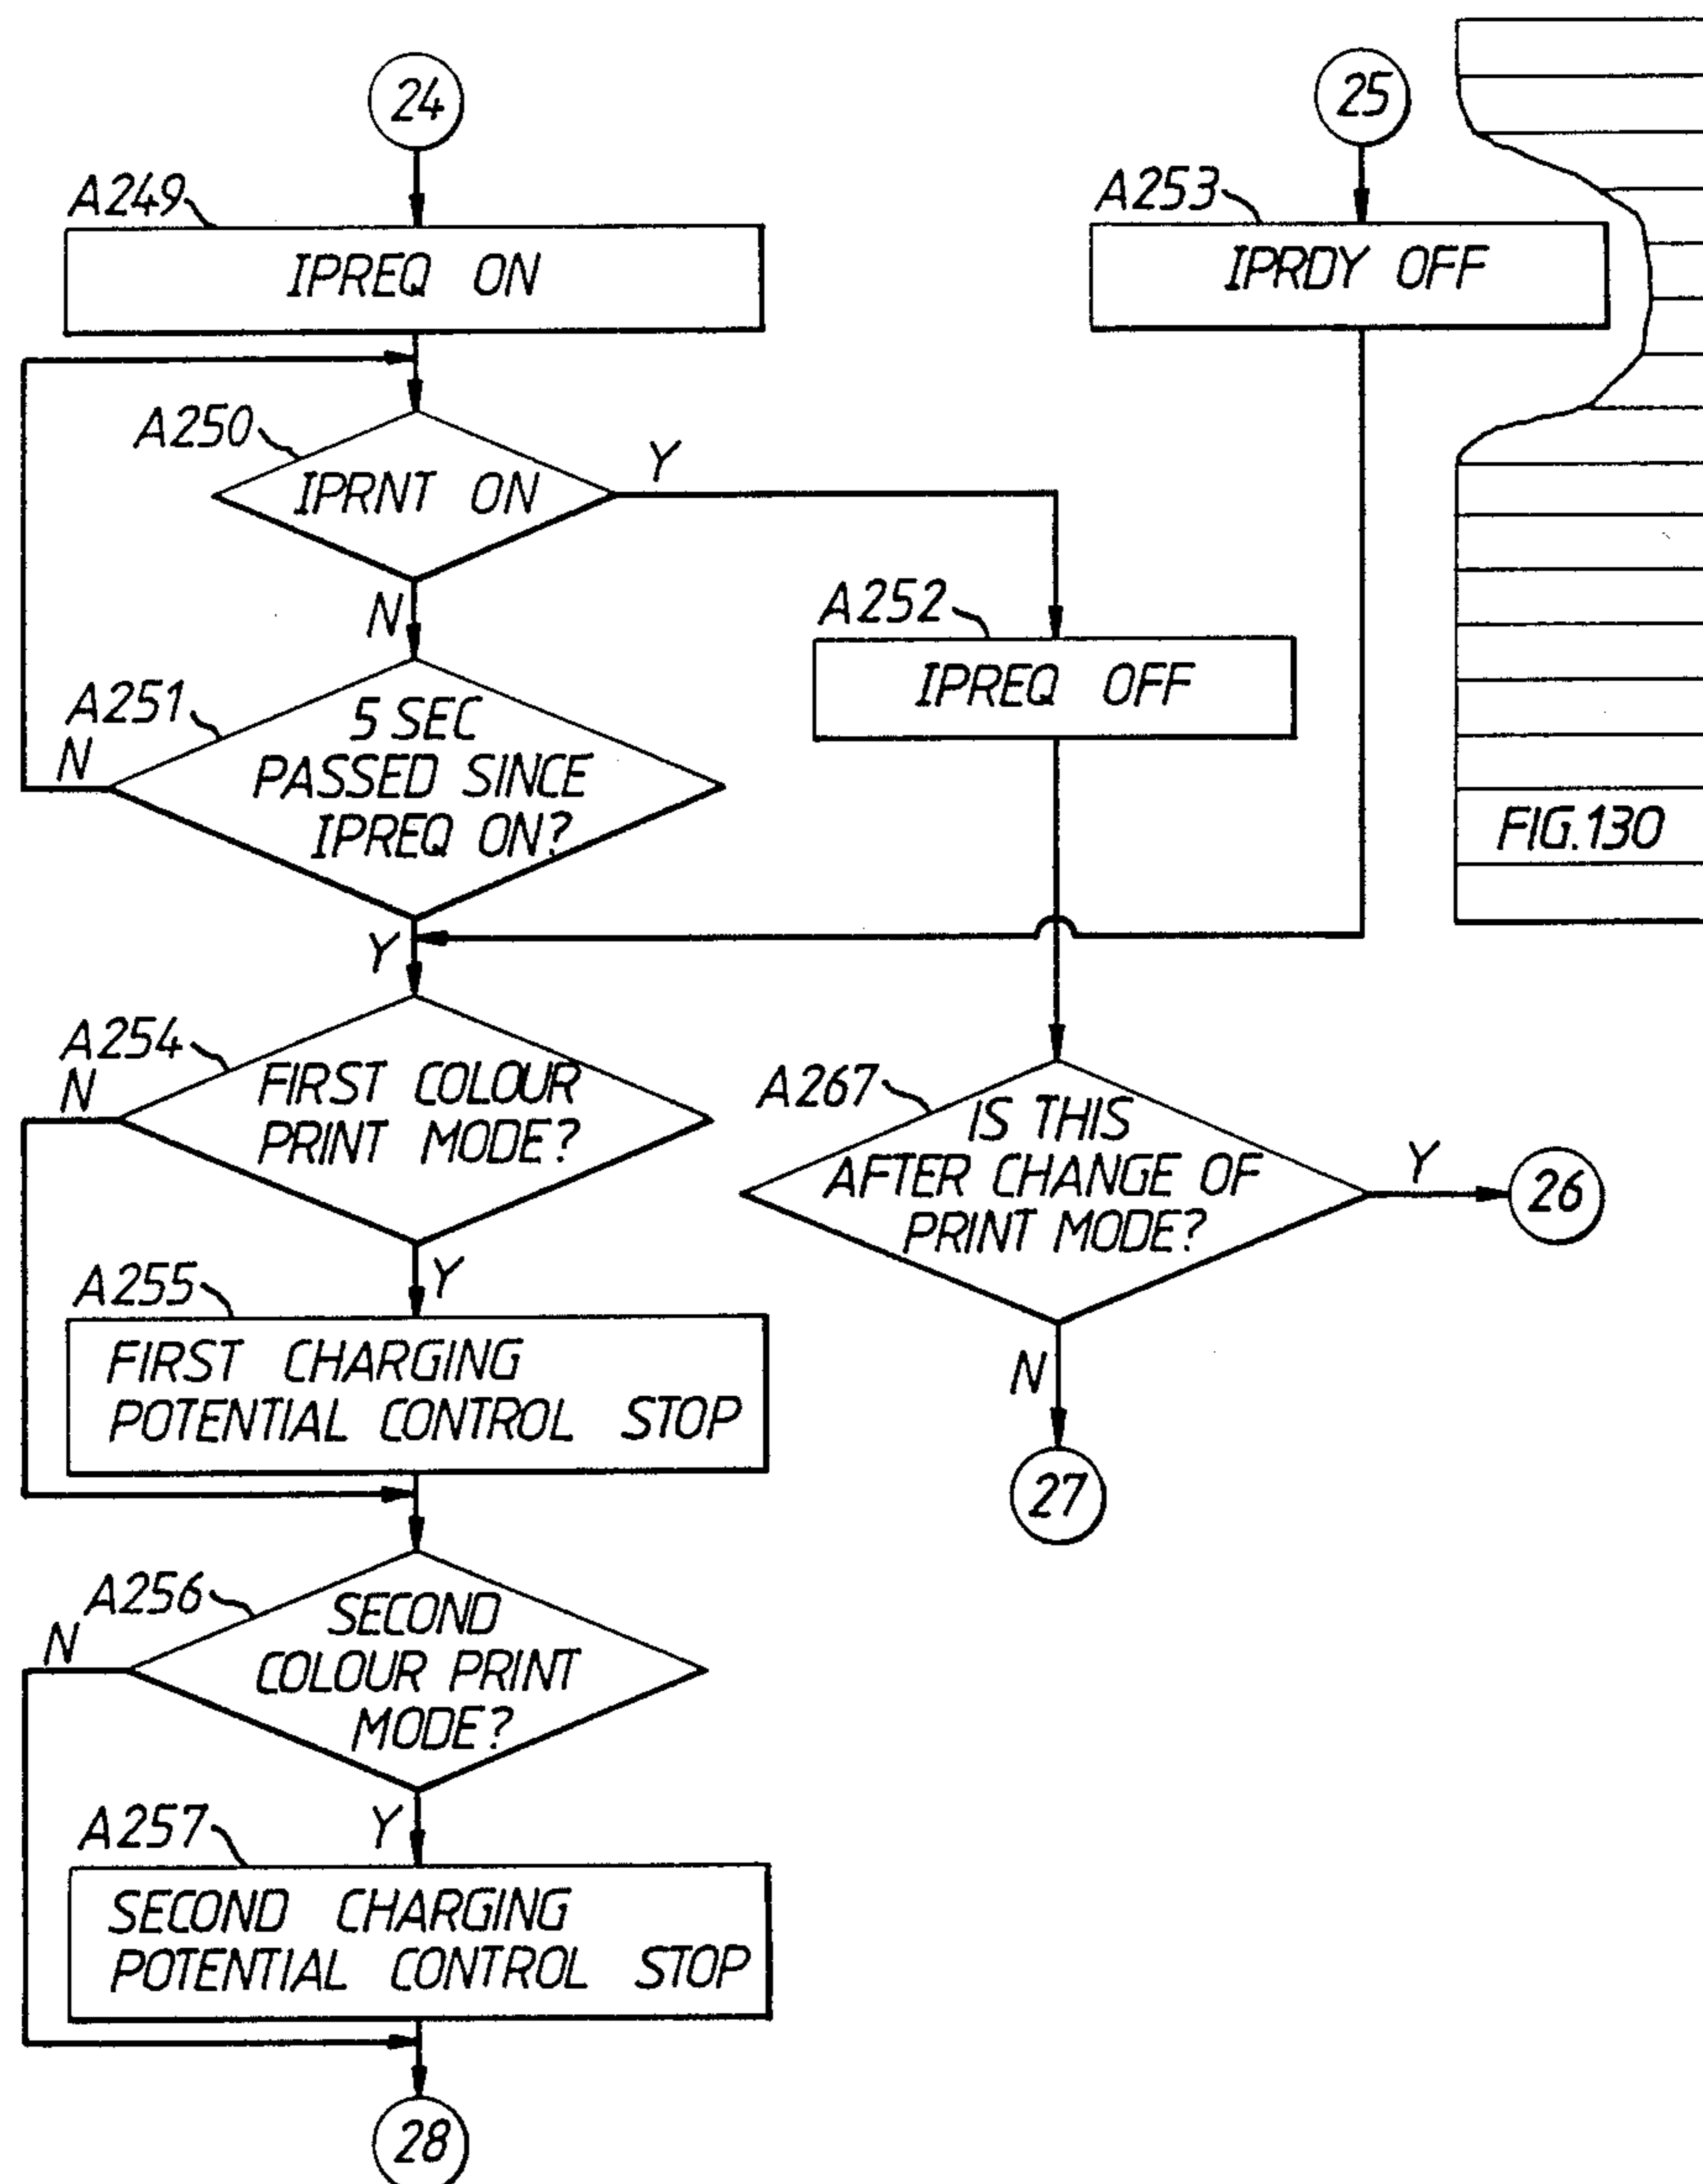 24
25
A249
IPREQ ON
A253
IPRDY OFF
A250
IPRNT ON
Y
N
A252
IPREQ OFF
A251
N
5 SEC
PASSED SINCE
IPREQ ON?
FIG.130
Y
A254
N
FIRST COLOUR
PRINT MODE?
A267
IS THIS
AFTER CHANGE OF
PRINT MODE?
Y
26
N
27
Y
A255
FIRST CHARGING
POTENTIAL CONTROL STOP
A256
N
SECOND
COLOUR PRINT
MODE?
Y
A257
SECOND CHARGING
POTENTIAL CONTROL STOP
28